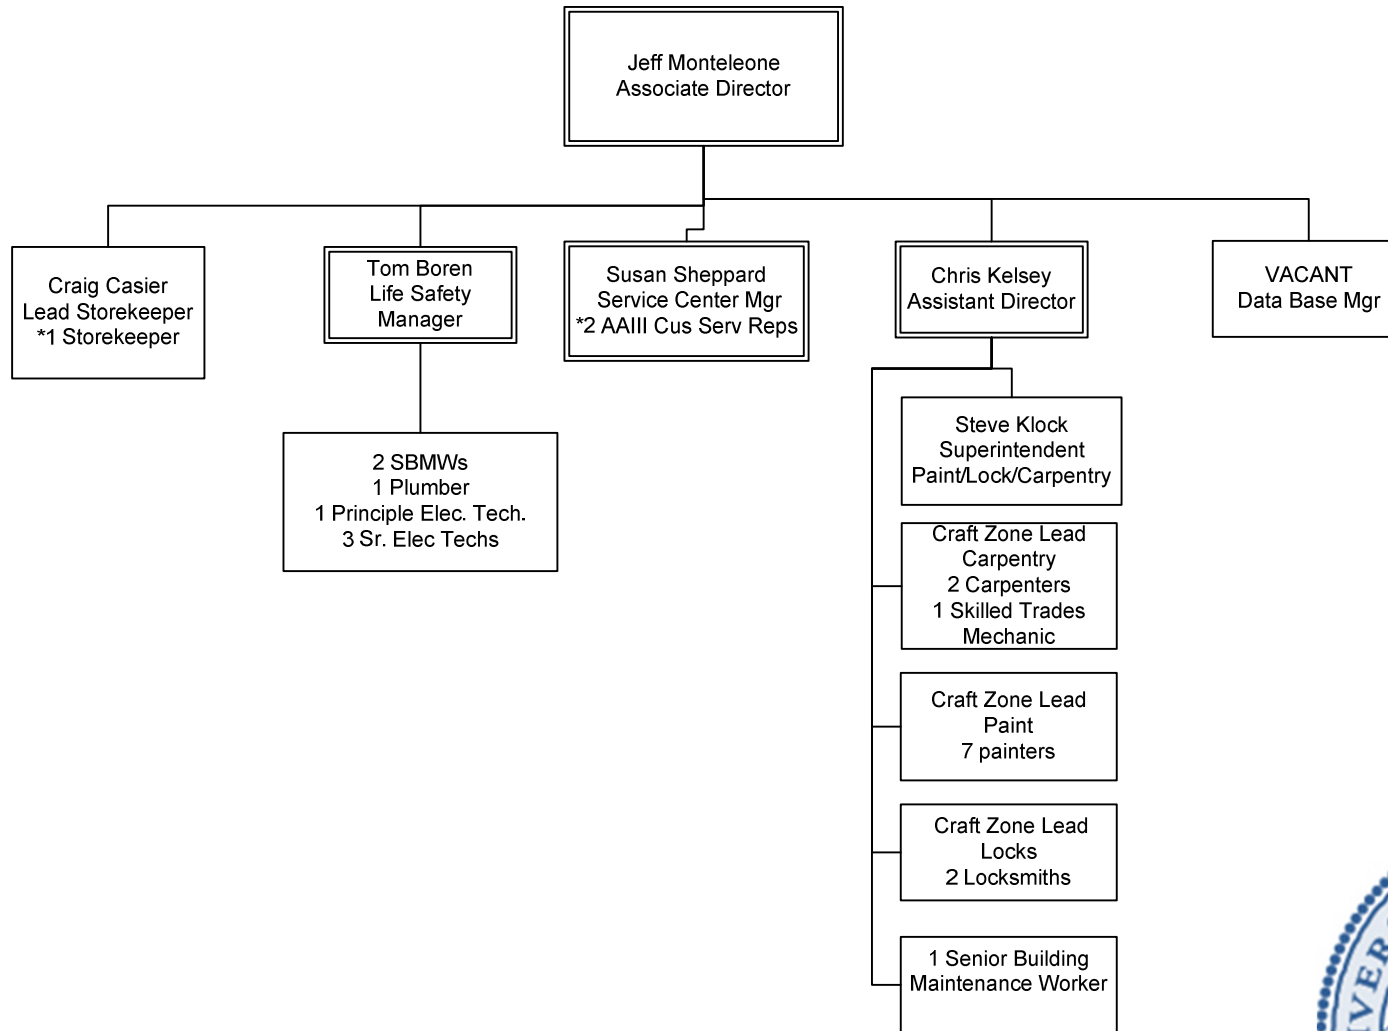 Jeff Monteleone
Associate Director
Craig Casier
Lead Storekeeper
*1 Storekeeper
Tom Boren
Life Safety
Manager
Susan Sheppard
Service Center Mgr
*2 AAIII Cus Serv Reps
Chris Kelsey
Assistant Director
VACANT
Data Base Mgr
2 SBMWs
1 Plumber
1 Principle Elec. Tech.
3 Sr. Elec Techs
Steve Klock
Superintendent
Paint/Lock/Carpentry
Craft Zone Lead
Carpentry
2 Carpenters
1 Skilled Trades
Mechanic
Craft Zone Lead
Paint
7 painters
Craft Zone Lead
Locks
2 Locksmiths
1 Senior Building
Maintenance Worker